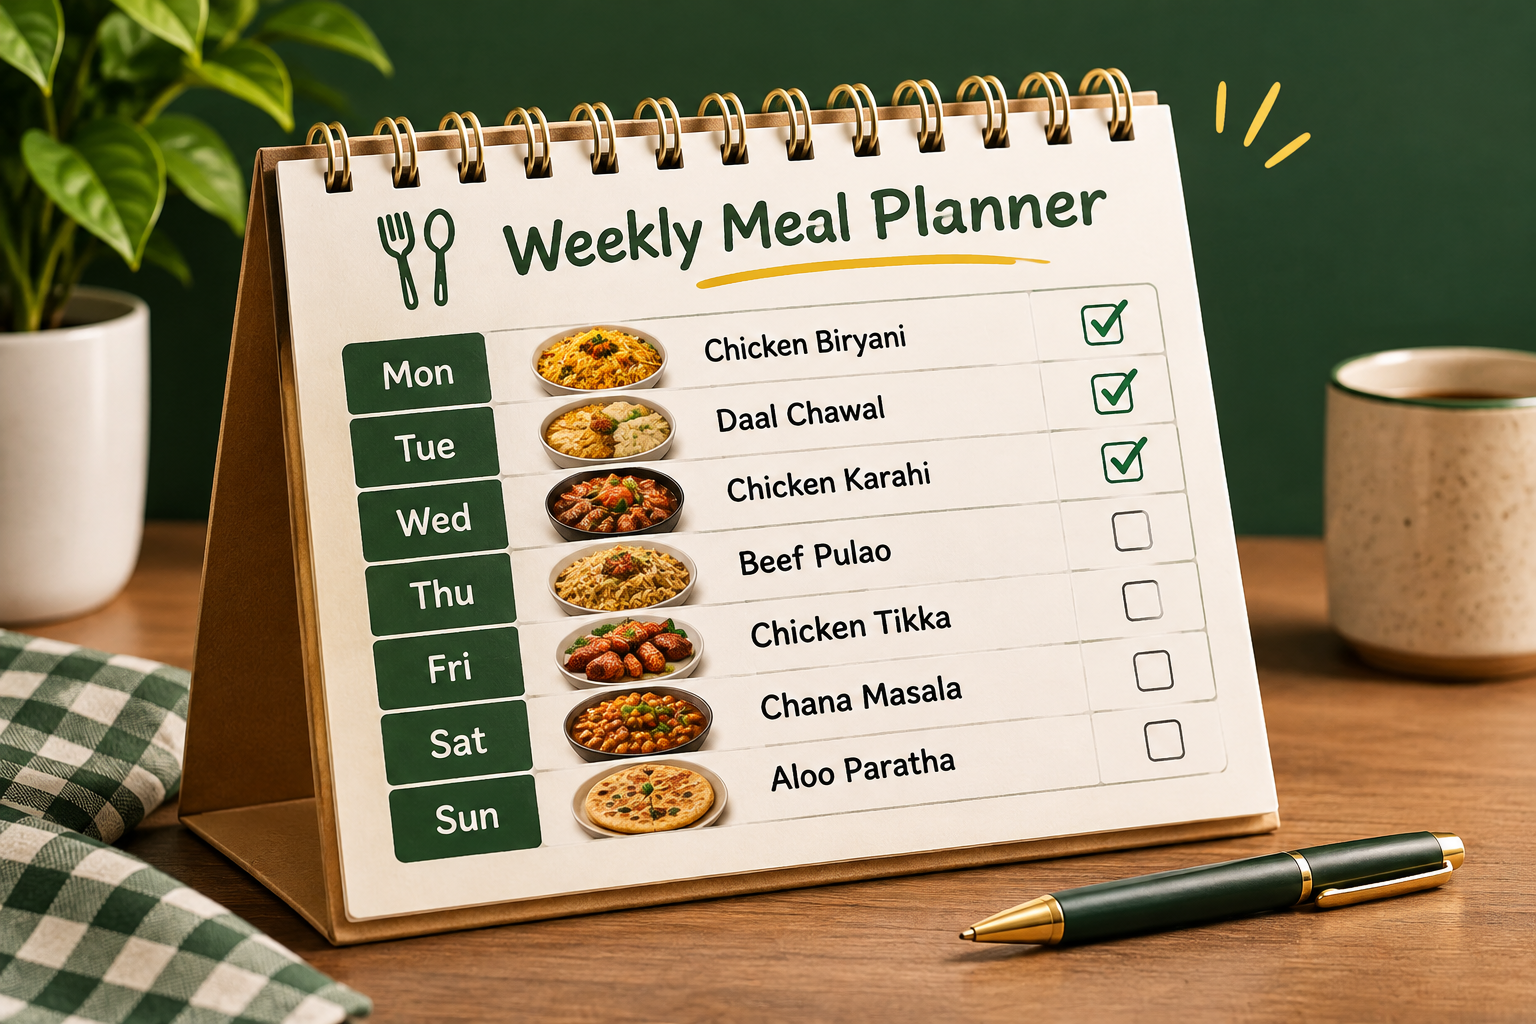 Weekly Meal Planner
Mon Chicken Biryani
Tue Daal Chawal
Wed Chicken Karahi
Thu Beef Pulao
Fri Chicken Tikka
Sat Chana Masala
Sun Aloo Paratha